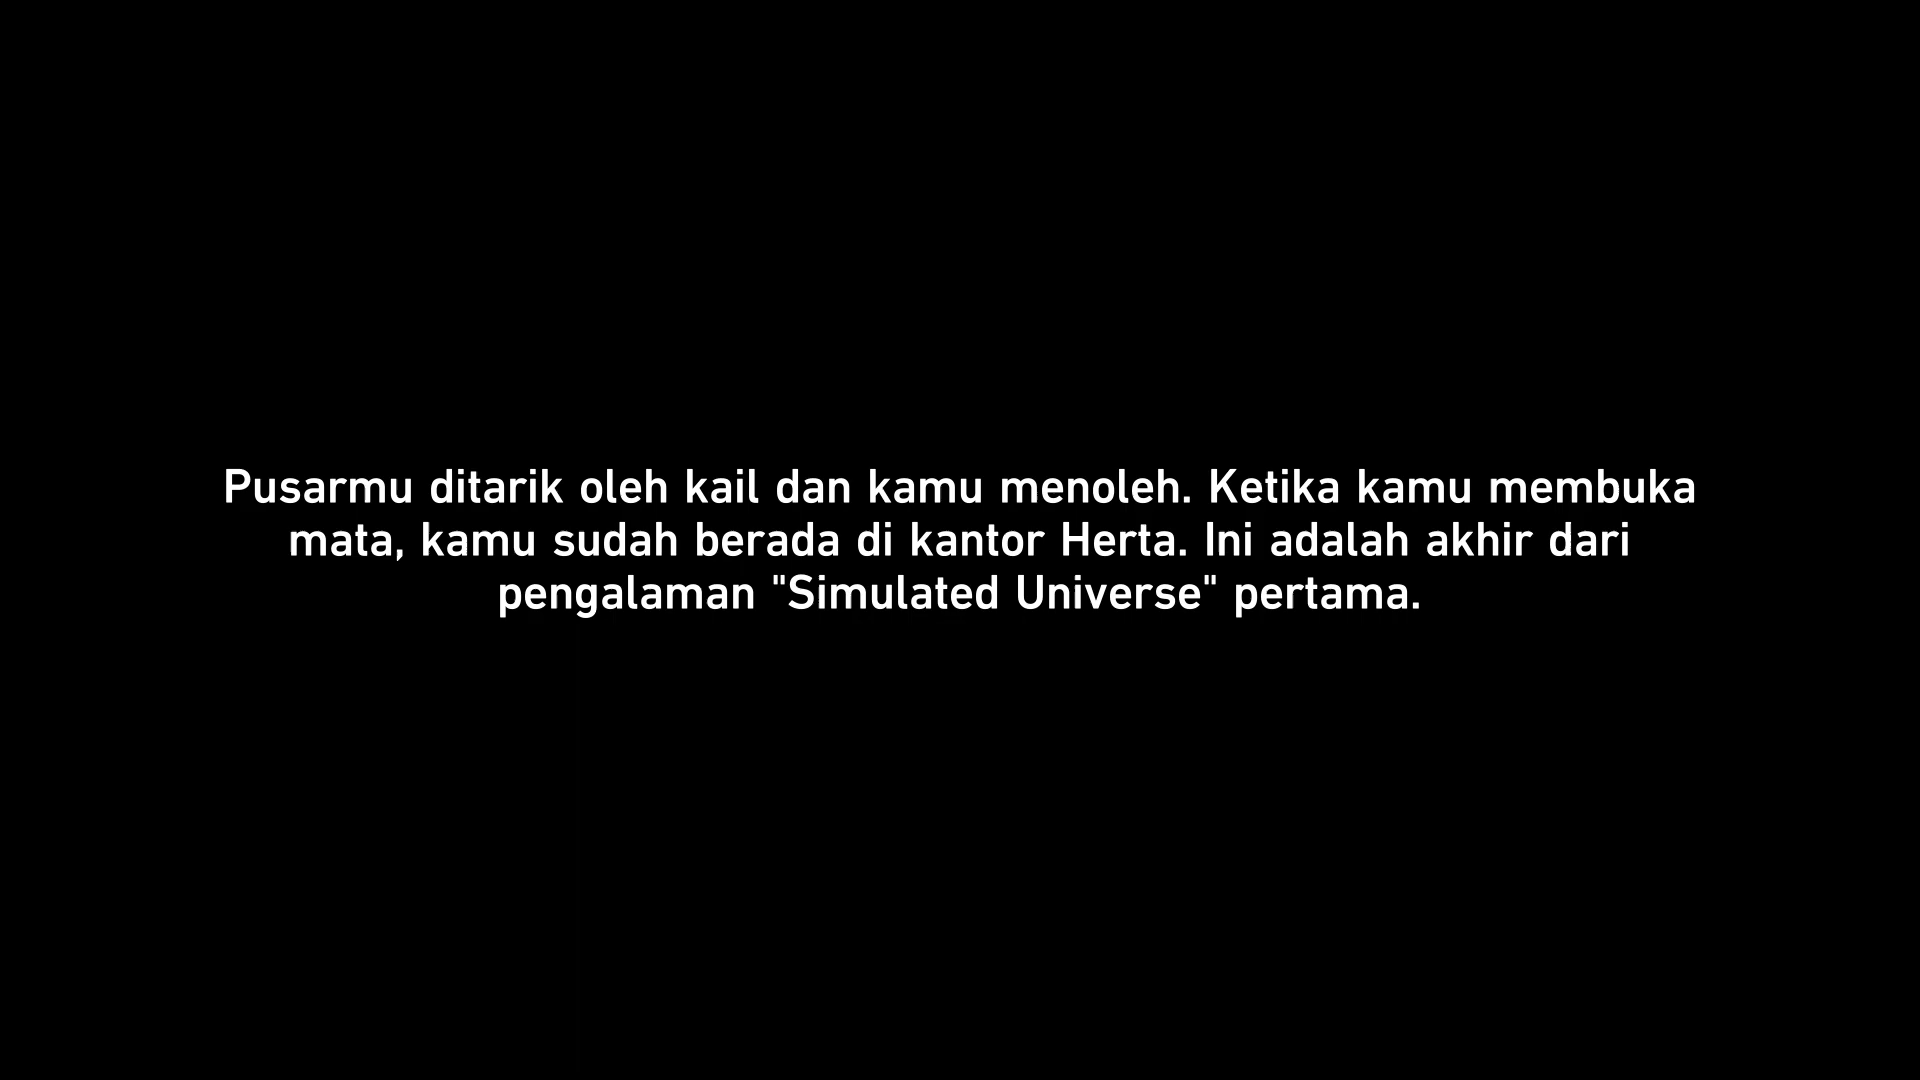 Pusarmu ditarik oleh kail dan kamu menoleh. Ketika kamu membuka
mata, kamu sudah berada di kantor Herta. Ini adalah akhir dari
pengalaman "Simulated Universe" pertama.